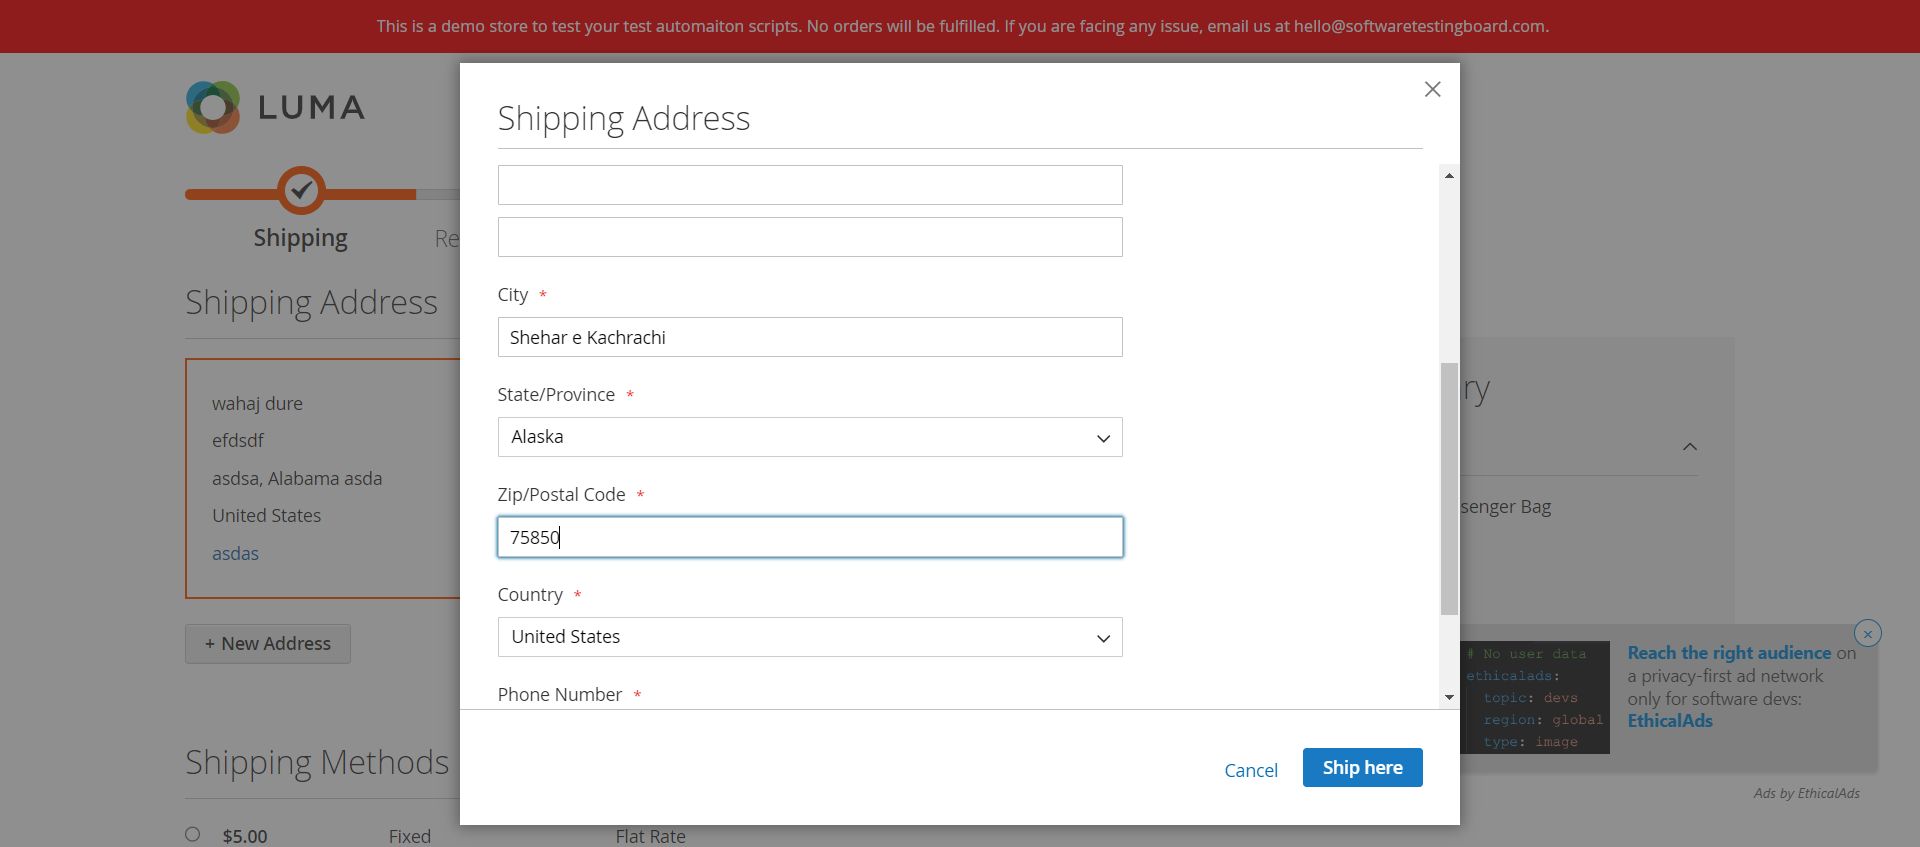 This is a demo store to test your test automaiton scripts. No orders will be fulfilled. If you are facing any issue, email us at hello@softwaretestingboard.com.
LUMA
Shipping
Re
Shipping Address
wahaj dure
efdsdf
asdsa, Alabama asda
United States
asdas
+ New Address
Shipping Methods
$5.00 Fixed Flat Rate
Shipping Address
City *
Shehar e Kachrachi
State/Province *
Alaska
Zip/Postal Code *
75850
Country *
United States
Phone Number *
Cancel
Ship here
ry
senger Bag
# No user data
ethicalads:
topic: devs
region: global
type: image
Reach the right audience on
a privacy-first ad network
only for software devs:
EthicalAds
Ads by EthicalAds